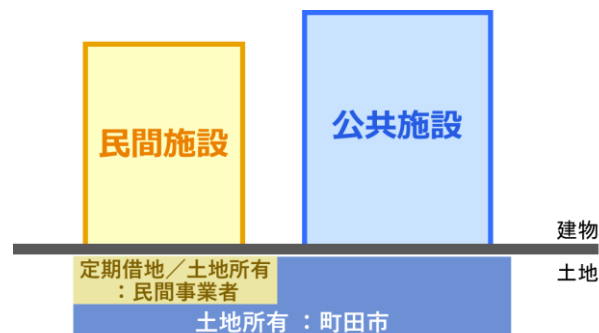 民間施設
公共施設
建物
土地
定期借地／土地所有
：民間事業者
土地所有 ：町田市